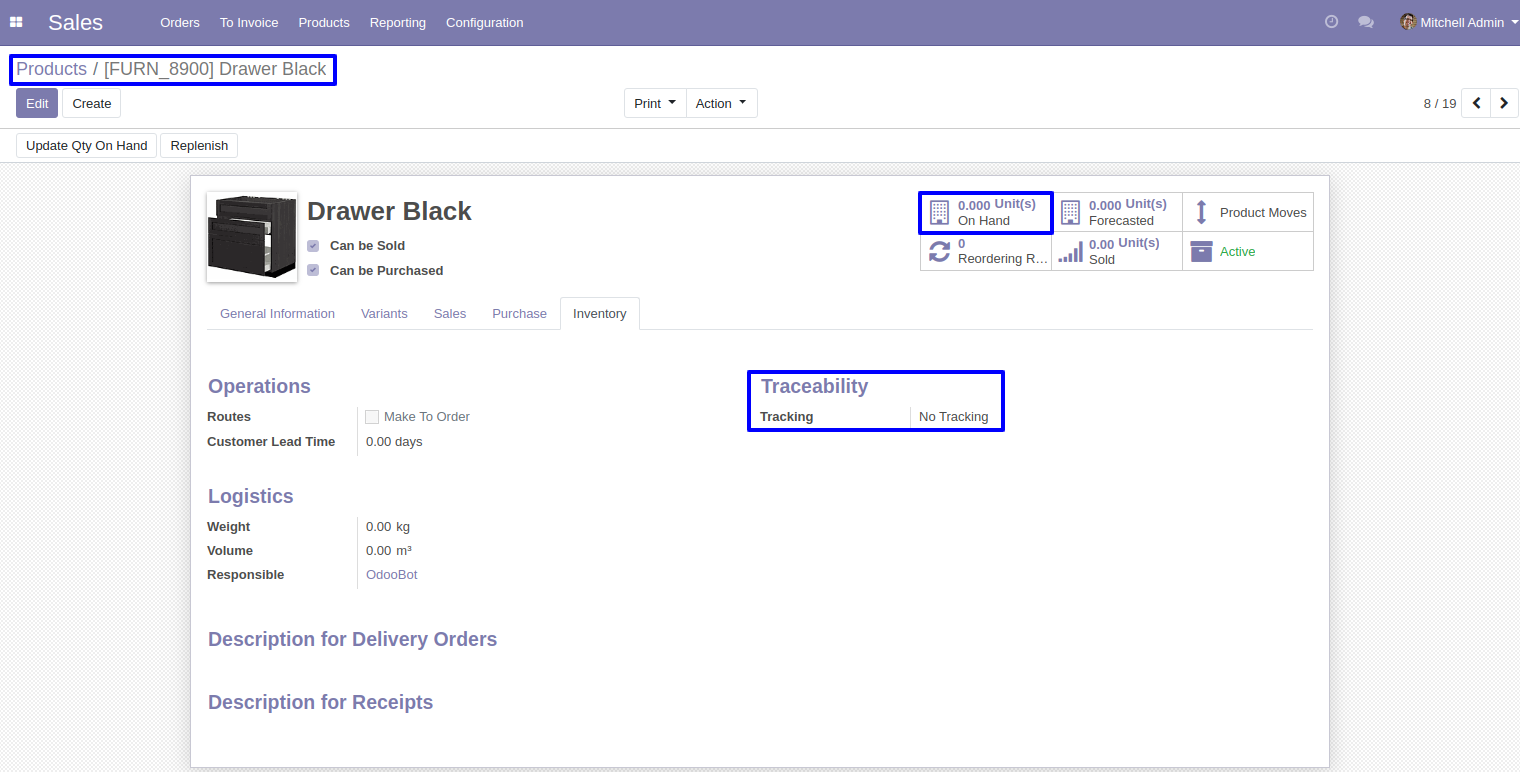 Sales Orders To Invoice Products Reporting Configuration Mitchell Admin
Products / [FURN_8900] Drawer Black
Edit Create Print Action 8 / 19
Update Qty On Hand Replenish
Drawer Black
Can be Sold
Can be Purchased
0.000 Unit(s)
On Hand
0.000 Unit(s)
Forecasted
Product Moves
0
Reordering R...
0.00 Unit(s)
Sold
Active
General Information Variants Sales Purchase Inventory
Operations
Routes Make To Order
Customer Lead Time 0.00 days
Traceability
Tracking No Tracking
Logistics
Weight 0.00 kg
Volume 0.00 m³
Responsible OdooBot
Description for Delivery Orders
Description for Receipts